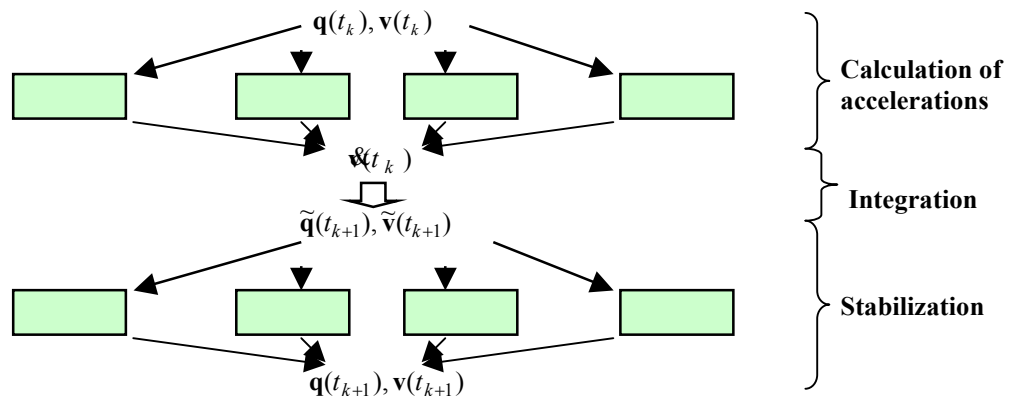 q(t_k), v(t_k)
Calculation of
accelerations
v&(t_k)
Integration
q̃(t_{k+1}), ṽ(t_{k+1})
Stabilization
q(t_{k+1}), v(t_{k+1})